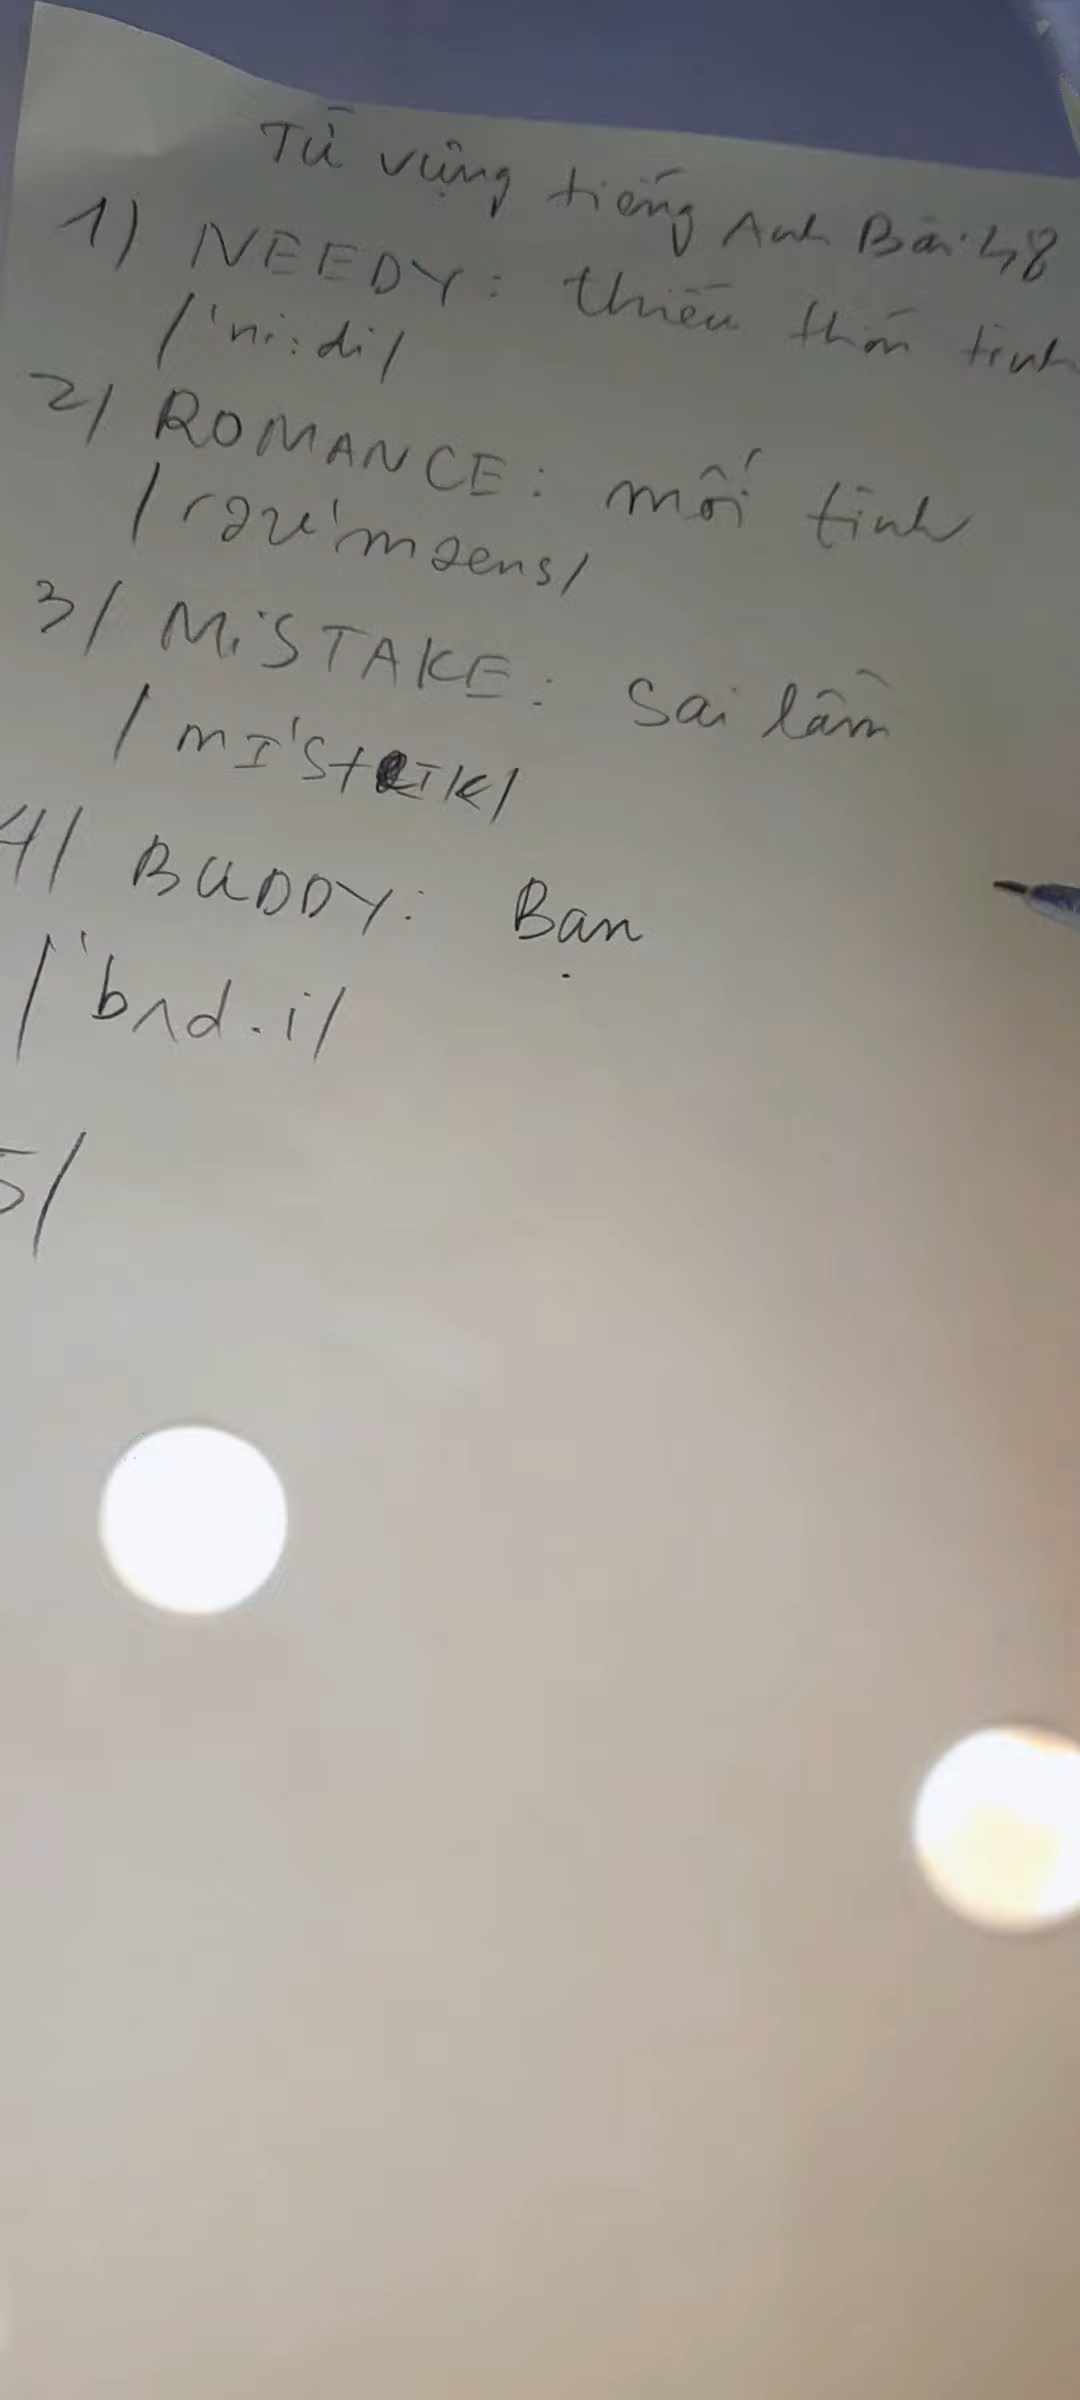 Từ vựng tiếng Anh Bài 48
1) NEEDY: thiếu thốn tình
/'ni:di/
2/ ROMANCE: mối tình
/rəʊ'mæns/
3/ MiSTAKE: Sai lầm
/mɪ'steɪk/
4/ BUDDY: Bạn
/'bʌd.i/
5/